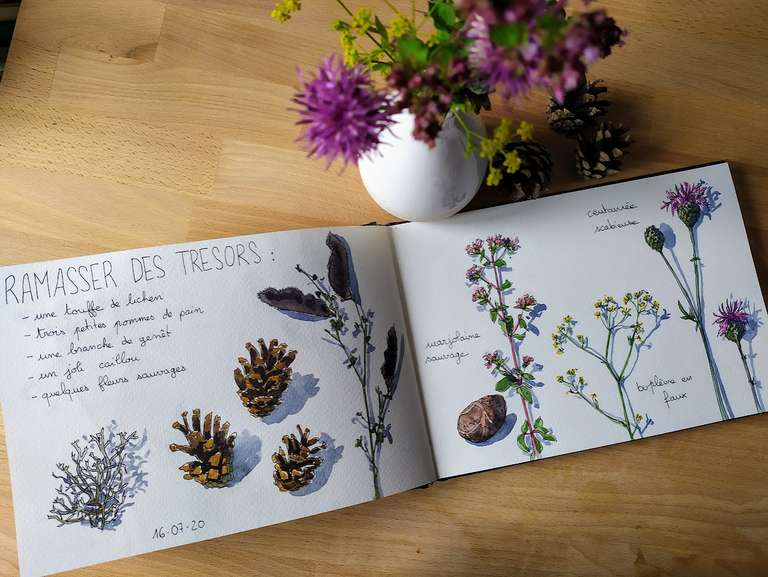 RAMASSER DES TRESORS :
- une touffe de lichen
- trois petites pommes de pain
- une branche de genêt
- un joli caillou
- quelques fleurs sauvages
16-07-20
marjolaine
sauvage
centaurée
scabieuse
buplèvre en
faux